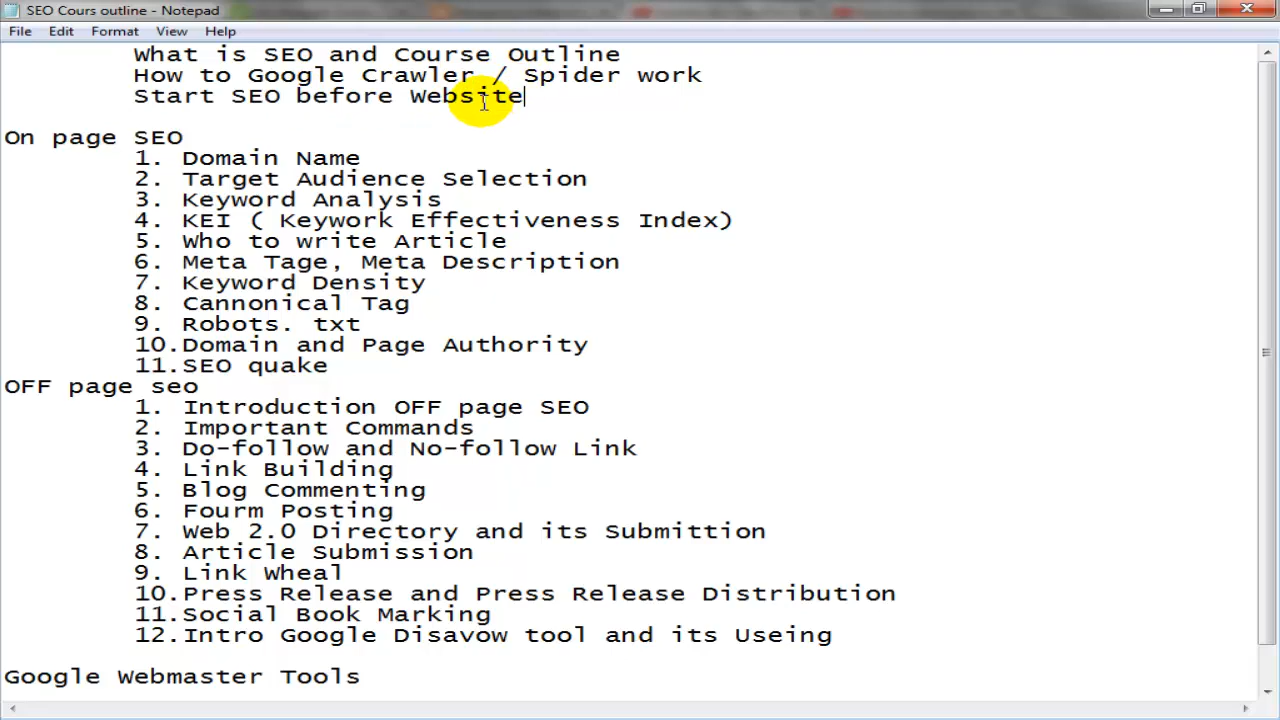 SEO Cours outline - Notepad
File Edit Format View Help
What is SEO and Course Outline
How to Google Crawler / Spider work
Start SEO before Website
On page SEO
1. Domain Name
2. Target Audience Selection
3. Keyword Analysis
4. KEI ( Keywork Effectiveness Index)
5. Who to write Article
6. Meta Tage, Meta Description
7. Keyword Density
8. Cannonical Tag
9. Robots. txt
10.Domain and Page Authority
11.SEO quake
OFF page seo
1. Introduction OFF page SEO
2. Important Commands
3. Do-follow and No-follow Link
4. Link Building
5. Blog Commenting
6. Fourm Posting
7. Web 2.0 Directory and its Submittion
8. Article Submission
9. Link Wheal
10.Press Release and Press Release Distribution
11.Social Book Marking
12.Intro Google Disavow tool and its Useing
Google Webmaster Tools